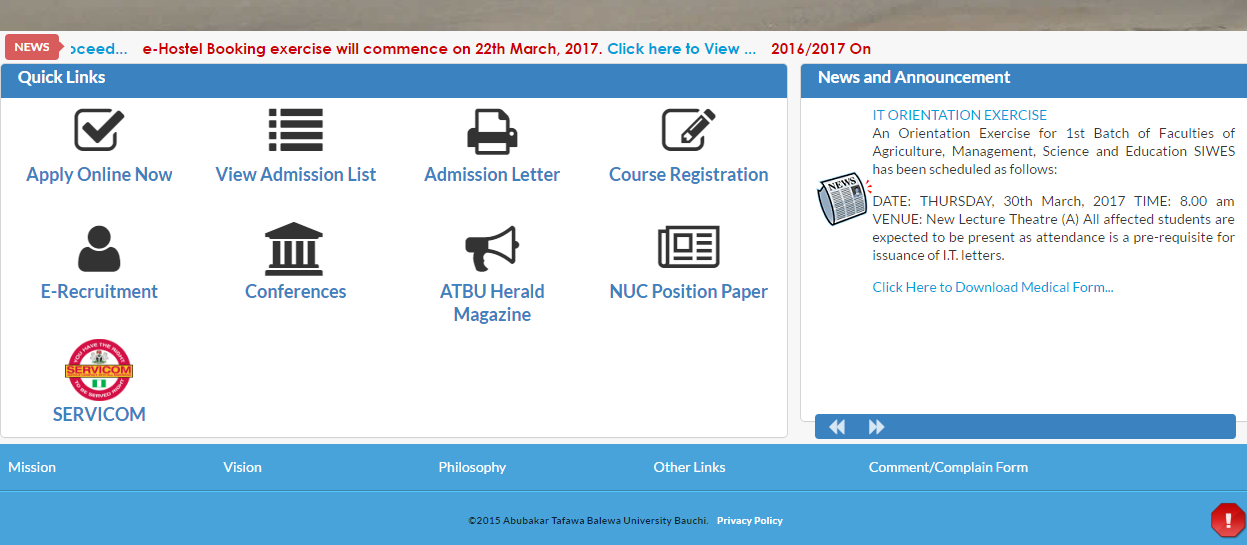 NEWS oceed... e-Hostel Booking exercise will commence on 22th March, 2017. Click here to View ... 2016/2017 On
Quick Links
Apply Online Now
View Admission List
Admission Letter
Course Registration
E-Recruitment
Conferences
ATBU Herald
Magazine
NUC Position Paper
YOU HAVE THE RIGHT
SERVICOM
TO BE SERVED RIGHT
SERVICOM
News and Announcement
NEWS
IT ORIENTATION EXERCISE
An Orientation Exercise for 1st Batch of Faculties of
Agriculture, Management, Science and Education SIWES
has been scheduled as follows:
DATE: THURSDAY, 30th March, 2017 TIME: 8.00 am
VENUE: New Lecture Theatre (A) All affected students are
expected to be present as attendance is a pre-requisite for
issuance of I.T. letters.
Click Here to Download Medical Form...
Mission
Vision
Philosophy
Other Links
Comment/Complain Form
©2015 Abubakar Tafawa Balewa University Bauchi. Privacy Policy
!